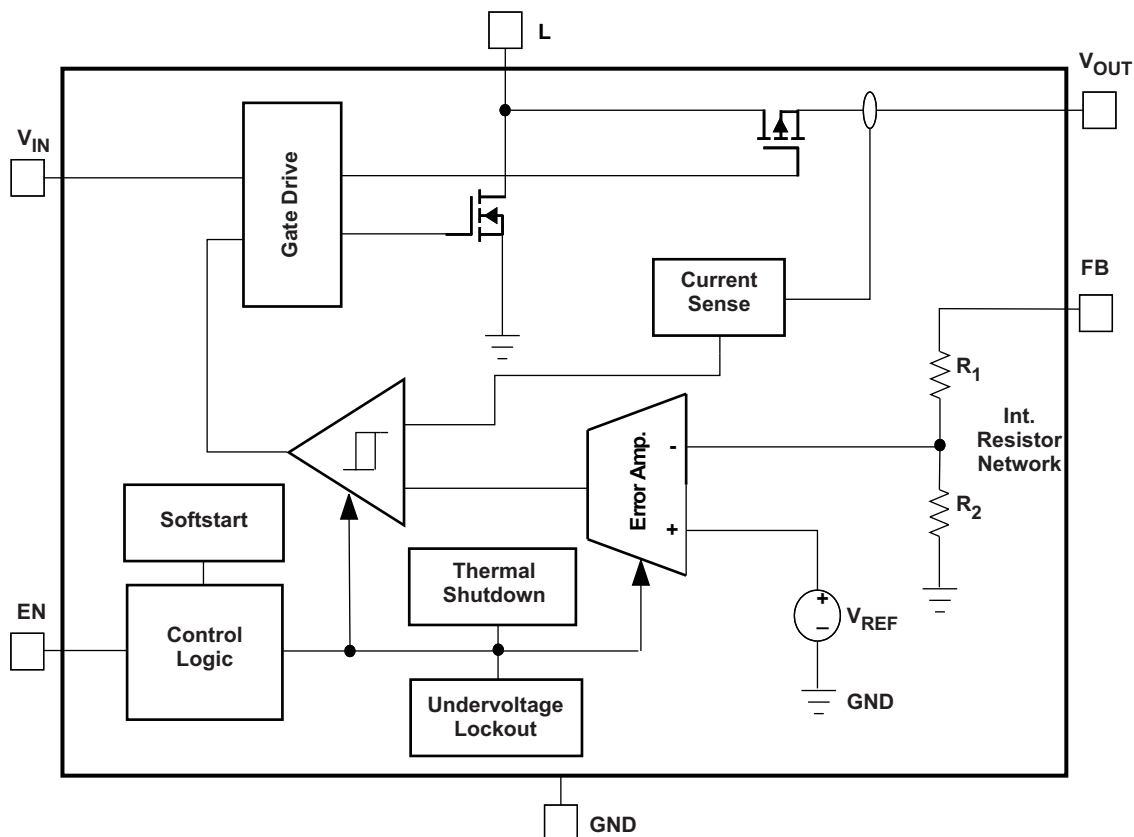 L
V_OUT
V_IN
Gate Drive
Current
Sense
FB
R_1
Int.
Resistor
Network
Error Amp.
-
+
R_2
Softstart
Thermal
Shutdown
EN
Control
Logic
+
−
V_REF
Undervoltage
Lockout
GND
GND